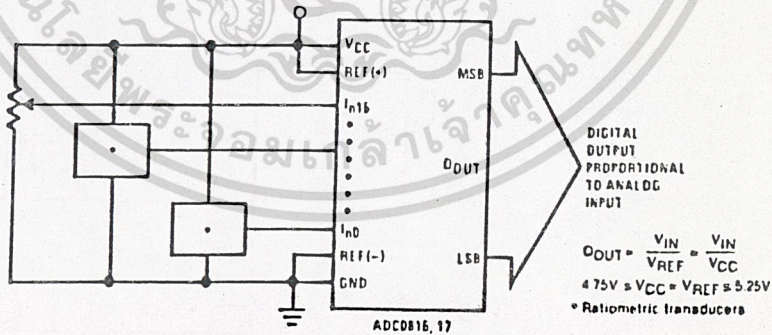 VCC
REF(+)
In16
In0
REF(-)
GND
MSB
DOUT
LSB
ADC0816, 17
DIGITAL
OUTPUT
PROPORTIONAL
TO ANALOG
INPUT
DOUT = VIN/VREF = VIN/VCC
4.75V ≤ VCC = VREF ≤ 5.25V
* Ratiometric transducers